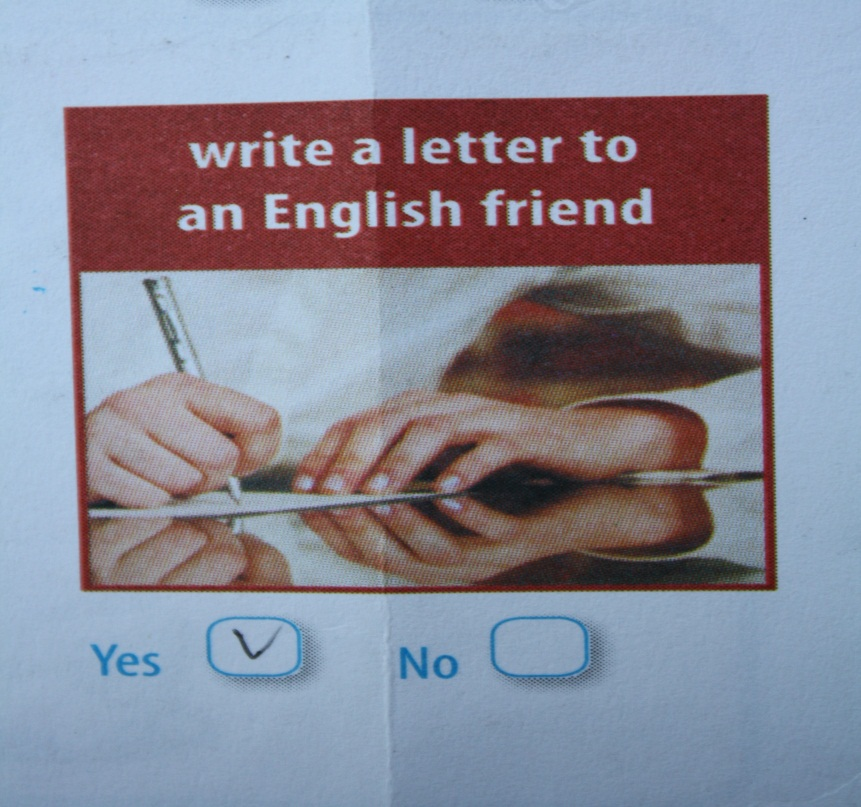 write a letter to
an English friend
Yes No